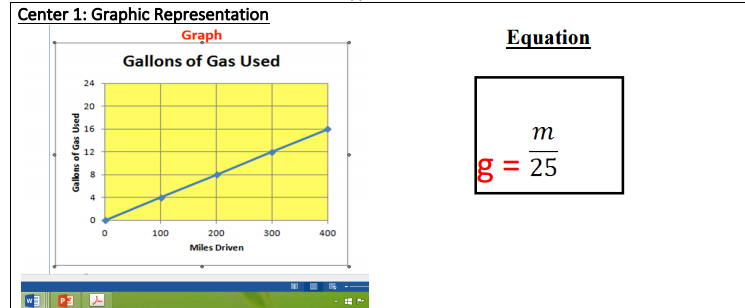 Center 1: Graphic Representation
Graph
Equation
Gallons of Gas Used
24
20
16
12
8
4
0
Gallons of Gas Used
0 100 200 300 400
Miles Driven
g = m/25